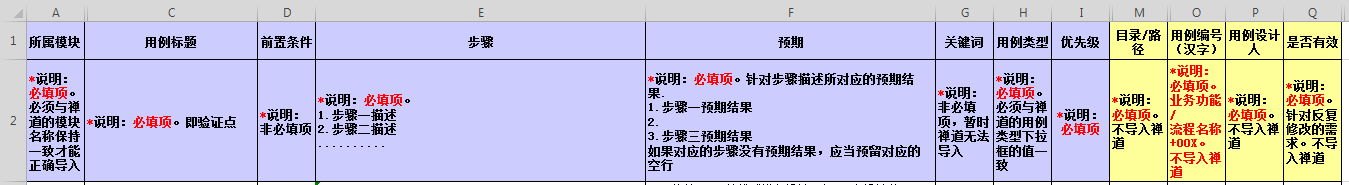 A C D E F G H I M O P Q
1 所属模块 用例标题 前置条件 步骤 预期 关键词 用例类型 优先级 目录/路径 用例编号（汉字） 用例设计人 是否有效
2
*说明：
必填项。
必须与禅
道的模块
名称保持
一致才能
正确导入
*说明：必填项。即验证点
*说明：
非必填项
*说明：必填项。
1.步骤一描述
2.步骤二描述
..........
*说明：必填项。针对步骤描述所对应的预期结
果.
1.步骤一预期结果
2.
3.步骤三预期结果
如果对应的步骤没有预期结果，应当预留对应的
空行
*说明：
非必填
项，暂时
禅道无法
导入
*说明：
必填项。
必须与禅
道的用例
类型下拉
框的值一
致
*说明：
必填项
*说明：
必填项。
不导入禅
道
*说明：
必填项。
业务功能
/
流程名称
+00X。
不导入禅
道
*说明：
必填项。
不导入禅
道
*说明：
必填项。
针对反复
修改的需
求。不导
入禅道